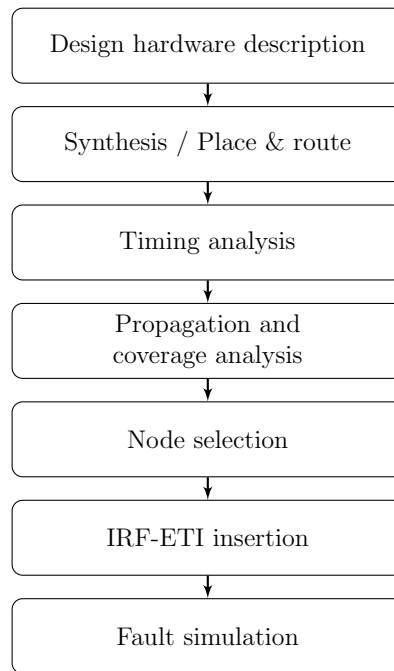 Design hardware description
Synthesis / Place & route
Timing analysis
Propagation and
coverage analysis
Node selection
IRF-ETI insertion
Fault simulation